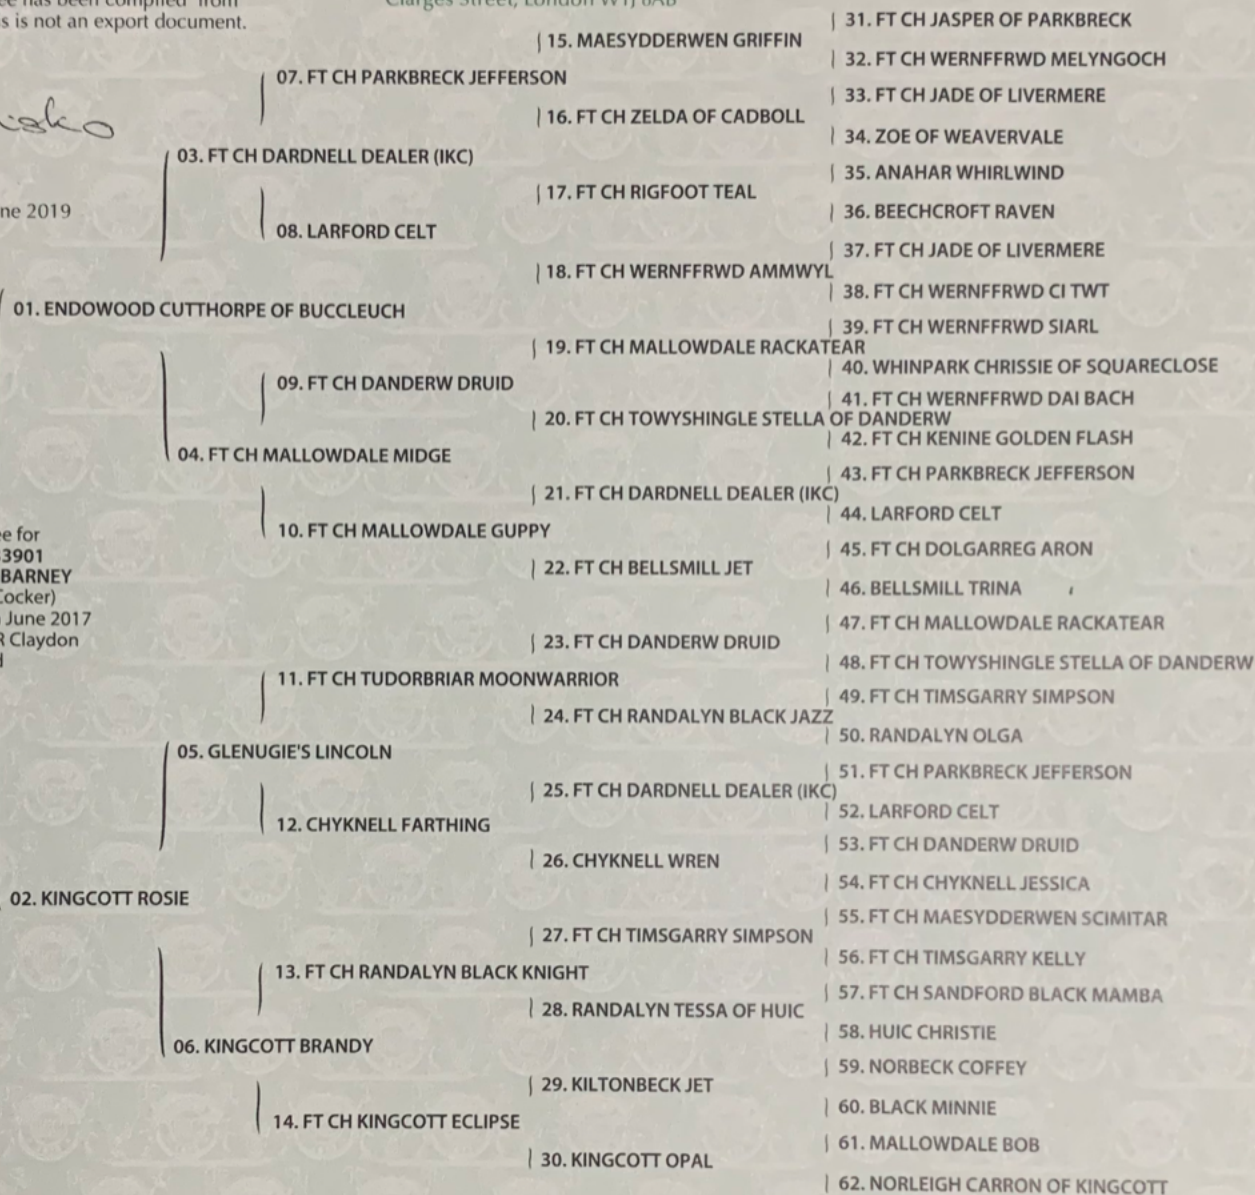 s is not an export document.
Clarges Street, London W1J 8AB
ne 2019
e for
3901
BARNEY
Cocker)
June 2017
R Claydon
01. ENDOWOOD CUTTHORPE OF BUCCLEUCH
02. KINGCOTT ROSIE
03. FT CH DARDNELL DEALER (IKC)
04. FT CH MALLOWDALE MIDGE
05. GLENUGIE'S LINCOLN
06. KINGCOTT BRANDY
07. FT CH PARKBRECK JEFFERSON
08. LARFORD CELT
09. FT CH DANDERW DRUID
10. FT CH MALLOWDALE GUPPY
11. FT CH TUDORBRIAR MOONWARRIOR
12. CHYKNELL FARTHING
13. FT CH RANDALYN BLACK KNIGHT
14. FT CH KINGCOTT ECLIPSE
15. MAESYDDERWEN GRIFFIN
16. FT CH ZELDA OF CADBOLL
17. FT CH RIGFOOT TEAL
18. FT CH WERNFFRWD AMMWYL
19. FT CH MALLOWDALE RACKATEAR
20. FT CH TOWYSHINGLE STELLA OF DANDERW
21. FT CH DARDNELL DEALER (IKC)
22. FT CH BELLSMILL JET
23. FT CH DANDERW DRUID
24. FT CH RANDALYN BLACK JAZZ
25. FT CH DARDNELL DEALER (IKC)
26. CHYKNELL WREN
27. FT CH TIMSGARRY SIMPSON
28. RANDALYN TESSA OF HUIC
29. KILTONBECK JET
30. KINGCOTT OPAL
31. FT CH JASPER OF PARKBRECK
32. FT CH WERNFFRWD MELYNGOCH
33. FT CH JADE OF LIVERMERE
34. ZOE OF WEAVERVALE
35. ANAHAR WHIRLWIND
36. BEECHCROFT RAVEN
37. FT CH JADE OF LIVERMERE
38. FT CH WERNFFRWD CI TWT
39. FT CH WERNFFRWD SIARL
40. WHINPARK CHRISSIE OF SQUARECLOSE
41. FT CH WERNFFRWD DAI BACH
42. FT CH KENINE GOLDEN FLASH
43. FT CH PARKBRECK JEFFERSON
44. LARFORD CELT
45. FT CH DOLGARREG ARON
46. BELLSMILL TRINA
47. FT CH MALLOWDALE RACKATEAR
48. FT CH TOWYSHINGLE STELLA OF DANDERW
49. FT CH TIMSGARRY SIMPSON
50. RANDALYN OLGA
51. FT CH PARKBRECK JEFFERSON
52. LARFORD CELT
53. FT CH DANDERW DRUID
54. FT CH CHYKNELL JESSICA
55. FT CH MAESYDDERWEN SCIMITAR
56. FT CH TIMSGARRY KELLY
57. FT CH SANDFORD BLACK MAMBA
58. HUIC CHRISTIE
59. NORBECK COFFEY
60. BLACK MINNIE
61. MALLOWDALE BOB
62. NORLEIGH CARRON OF KINGCOTT